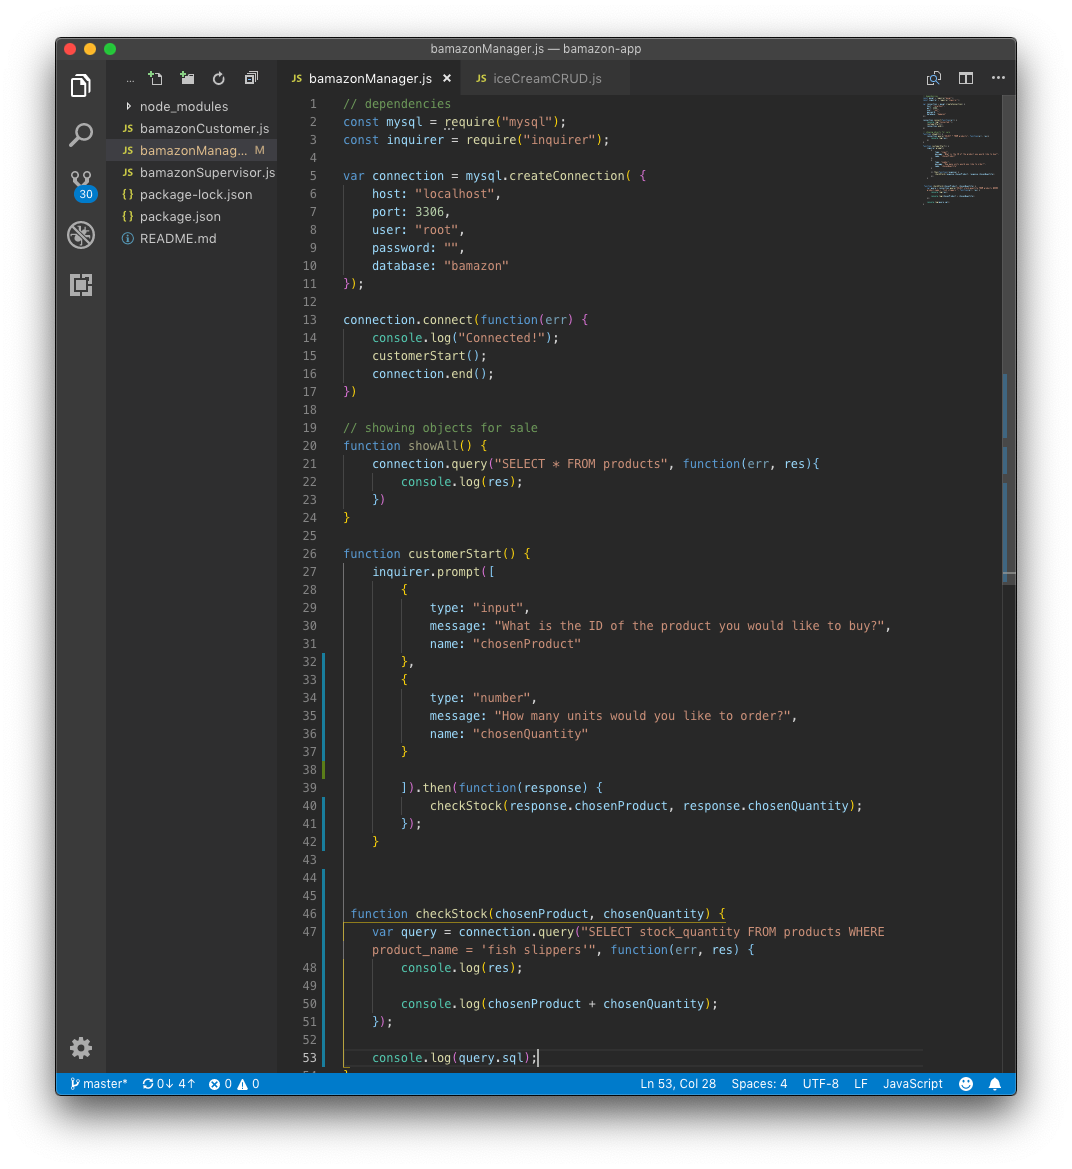 bamazonManager.js — bamazon-app
...
JS bamazonManager.js ×
JS iceCreamCRUD.js
node_modules
JS bamazonCustomer.js
JS bamazonManag... M
JS bamazonSupervisor.js
{} package-lock.json
{} package.json
README.md
30
1 // dependencies
2 const mysql = require("mysql");
3 const inquirer = require("inquirer");
4
5 var connection = mysql.createConnection( {
6 host: "localhost",
7 port: 3306,
8 user: "root",
9 password: "",
10 database: "bamazon"
11 });
12
13 connection.connect(function(err) {
14 console.log("Connected!");
15 customerStart();
16 connection.end();
17 })
18
19 // showing objects for sale
20 function showAll() {
21 connection.query("SELECT * FROM products", function(err, res){
22 console.log(res);
23 })
24 }
25
26 function customerStart() {
27 inquirer.prompt([
28 {
29 type: "input",
30 message: "What is the ID of the product you would like to buy?",
31 name: "chosenProduct"
32 },
33 {
34 type: "number",
35 message: "How many units would you like to order?",
36 name: "chosenQuantity"
37 }
38
39 ]).then(function(response) {
40 checkStock(response.chosenProduct, response.chosenQuantity);
41 });
42 }
43
44
45
46 function checkStock(chosenProduct, chosenQuantity) {
47 var query = connection.query("SELECT stock_quantity FROM products WHERE
product_name = 'fish slippers'", function(err, res) {
48 console.log(res);
49
50 console.log(chosenProduct + chosenQuantity);
51 });
52
53 console.log(query.sql);
master* 0↓ 4↑ 0 0 Ln 53, Col 28 Spaces: 4 UTF-8 LF JavaScript